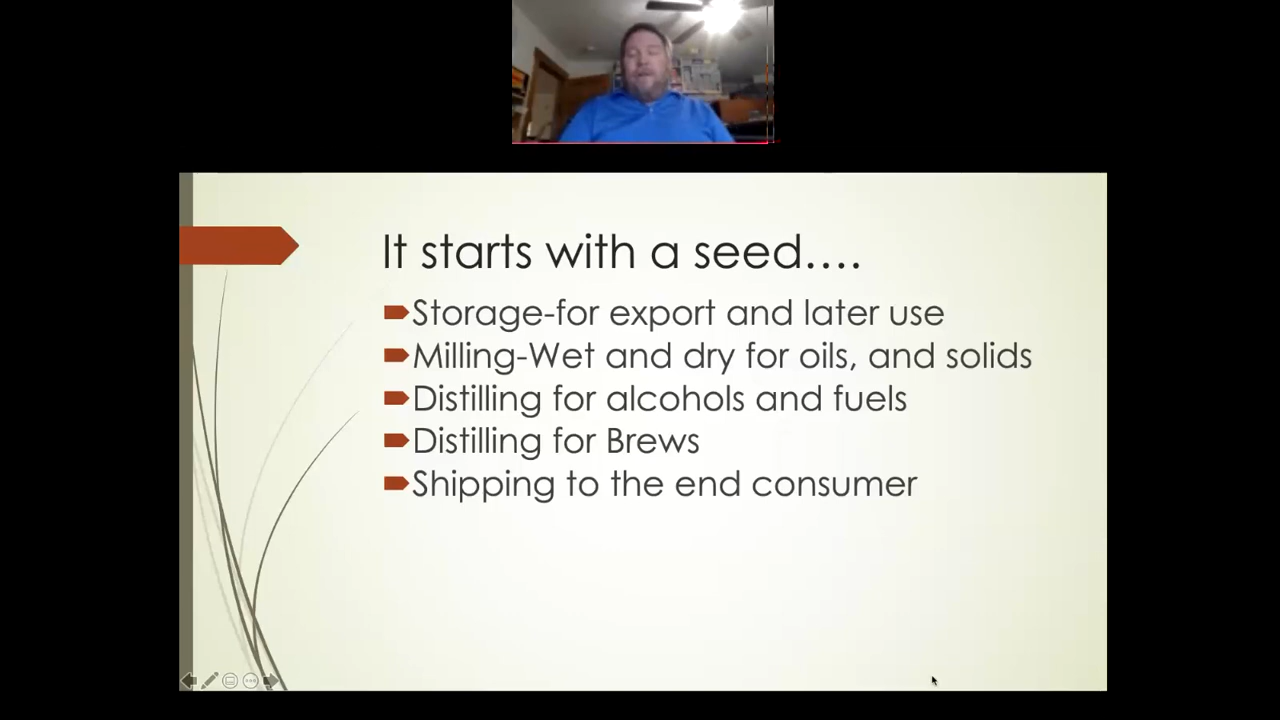 It starts with a seed....
Storage-for export and later use
Milling-Wet and dry for oils, and solids
Distilling for alcohols and fuels
Distilling for Brews
Shipping to the end consumer